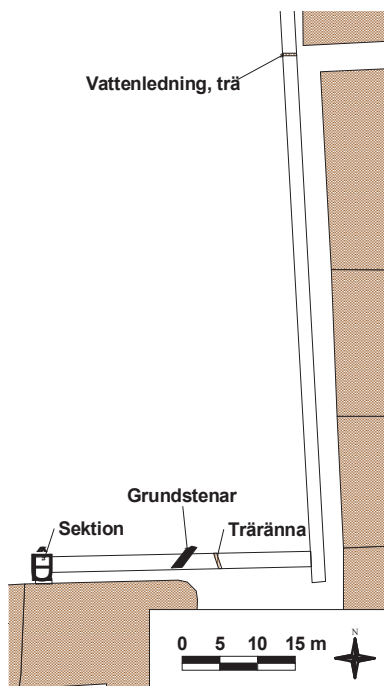 Vattenledning, trä
Grundstenar
Sektion
Träränna
N
0 5 10 15 m